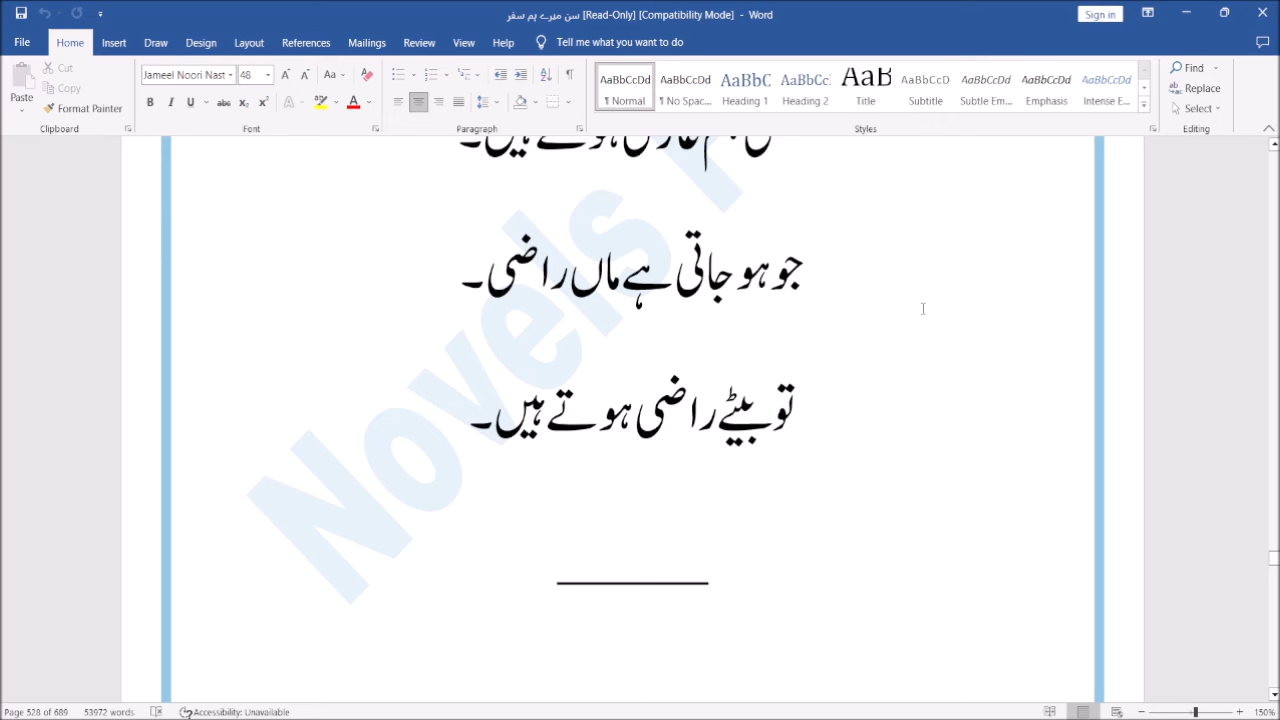 سن میرے ہم سفر [Read-Only] [Compatibility Mode] - Word
Sign in
File Home Insert Draw Design Layout References Mailings Review View Help Tell me what you want to do
Paste
Cut
Copy
Format Painter
Clipboard
Jameel Noori Nast 48
Font
Paragraph
AaBbCcDd AaBbCcDd AaBbC AaBbCc AaB AaBbCcD AaBbCcDd AaBbCcDd AaBbCcDd
¶ Normal ¶ No Spac... Heading 1 Heading 2 Title Subtitle Subtle Em... Emphasis Intense E...
Styles
Find
Replace
Select
Editing
ہوتے ہیں۔
جو ہو جاتی ہے ماں راضی۔
تو بیٹے راضی ہوتے ہیں۔
Novels
Page 528 of 689 53972 words Accessibility: Unavailable 150%